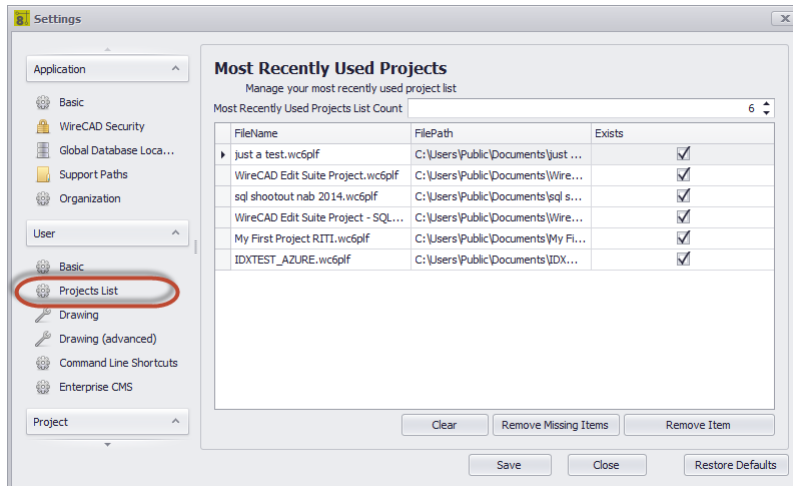 8 Settings
Application
Basic
WireCAD Security
Global Database Loca...
Support Paths
Organization
User
Basic
Projects List
Drawing
Drawing (advanced)
Command Line Shortcuts
Enterprise CMS
Project
Most Recently Used Projects
Manage your most recently used project list
Most Recently Used Projects List Count 6
FileName FilePath Exists
just a test.wc6plf C:\Users\Public\Documents\just ...
WireCAD Edit Suite Project.wc6plf C:\Users\Public\Documents\Wire...
sql shootout nab 2014.wc6plf C:\Users\Public\Documents\sql s...
WireCAD Edit Suite Project - SQL... C:\Users\Public\Documents\Wire...
My First Project RITI.wc6plf C:\Users\Public\Documents\My Fi...
IDXTEST_AZURE.wc6plf C:\Users\Public\Documents\IDX...
Clear Remove Missing Items Remove Item
Save Close Restore Defaults